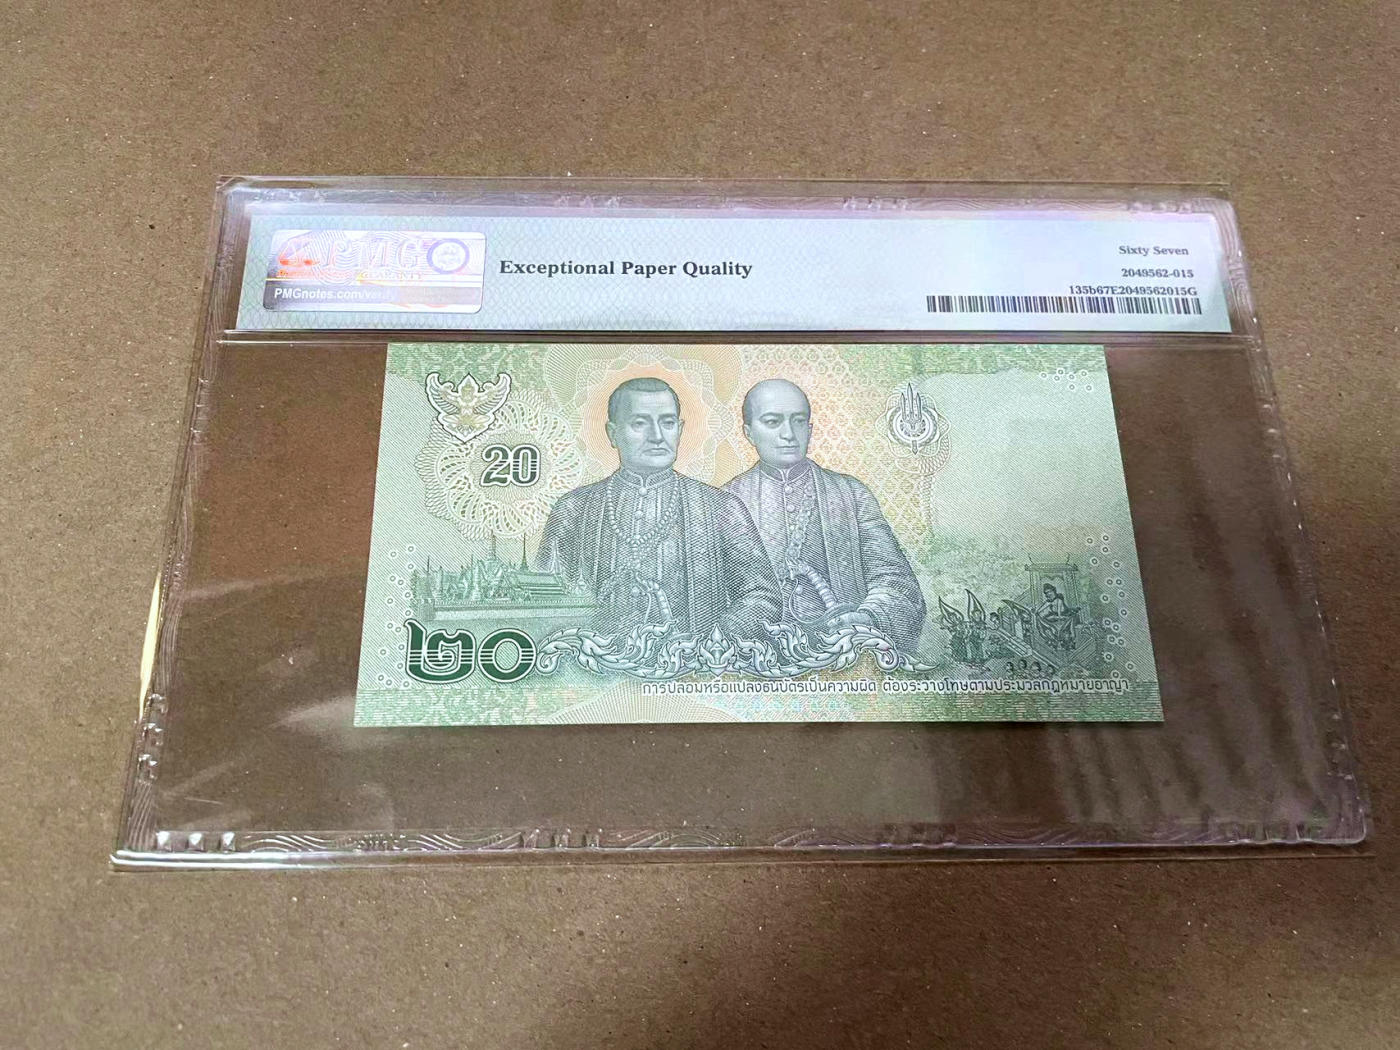 PMG
GUARANTY
PMGnotes.com/verify
Exceptional Paper Quality
Sixty Seven
2049562-015
135b67E2049562015G
20
๒๐
การปลอมหรือแปลงธนบัตรเป็นความผิด ต้องระวางโทษตามประมวลกฎหมายอาญา